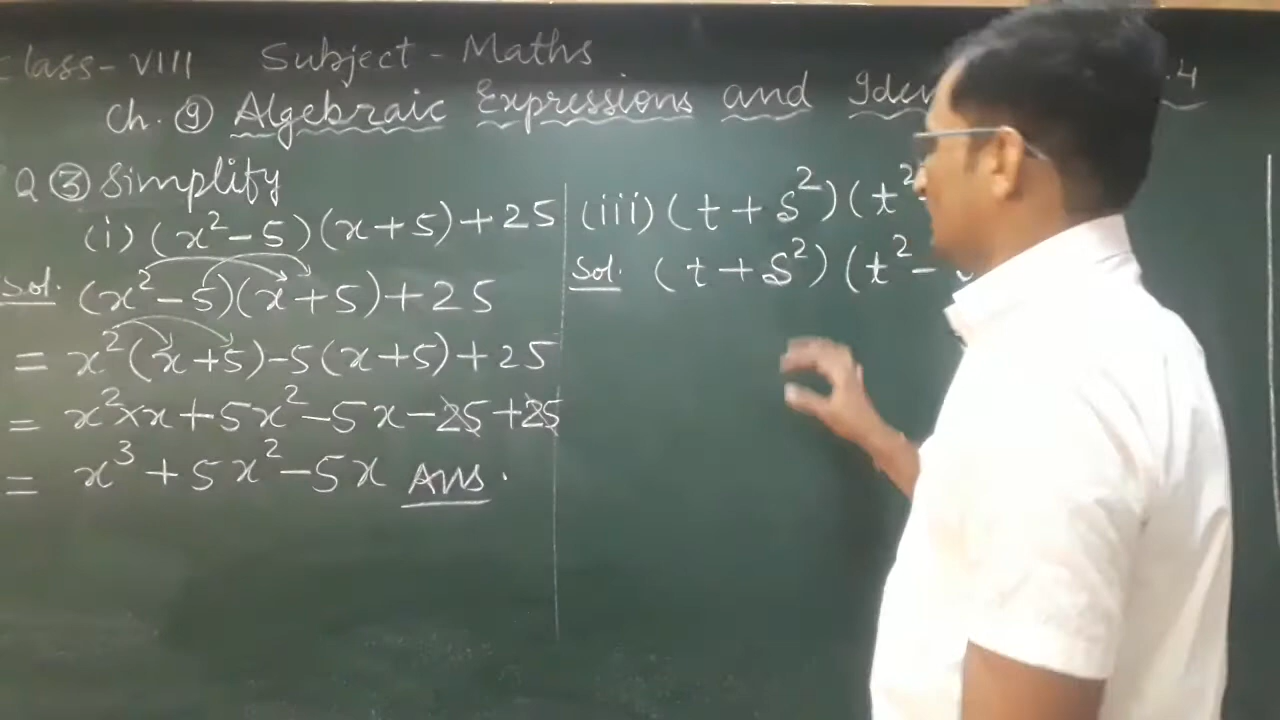 Class-VIII Subject - Maths
Ch. 9 Algebraic Expressions and .4
Q 3 Simplify
(i) (x²-5)(x+5)+25
Sol. (x²-5)(x+5)+25
= x²(x+5)-5(x+5)+25
= x²×x+5x²-5x-25+25
= x³+5x²-5x Ans.
(iii) (t+s²)(t²
Sol. (t+s²)(t²-